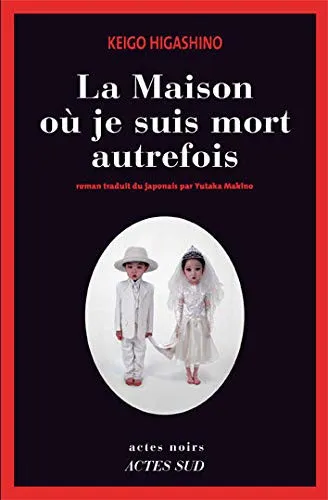 KEIGO HIGASHINO
La Maison
où je suis mort
autrefois
roman traduit du japonais par Yutaka Makino
actes noirs
ACTES SUD